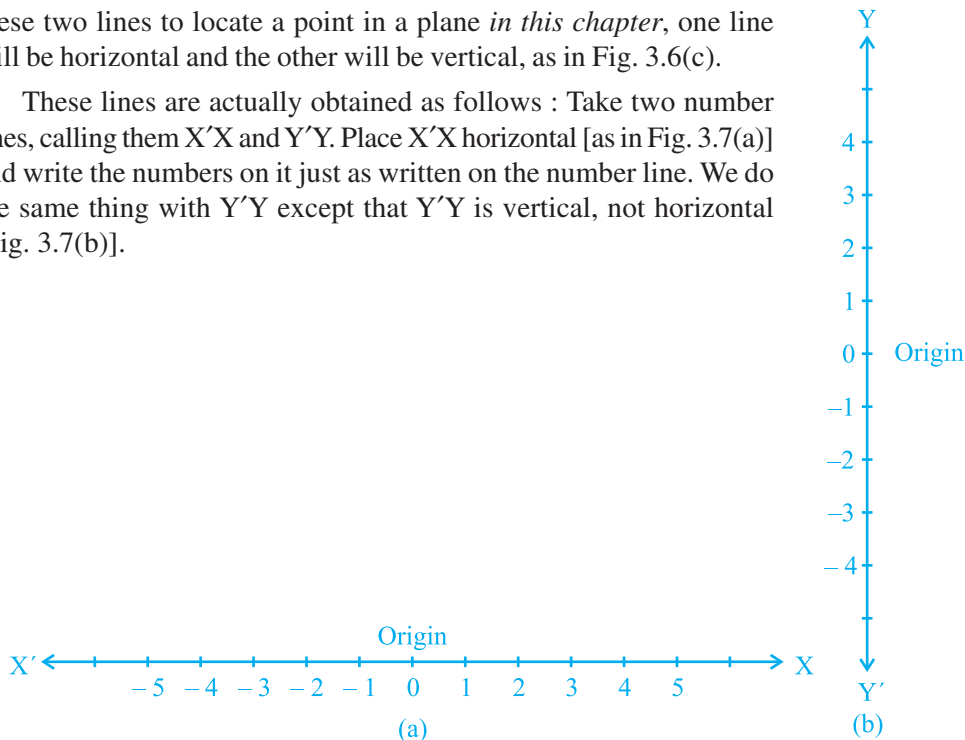 ese two lines to locate a point in a plane in this chapter, one line
ill be horizontal and the other will be vertical, as in Fig. 3.6(c).
These lines are actually obtained as follows : Take two number
nes, calling them X′X and Y′Y. Place X′X horizontal [as in Fig. 3.7(a)]
nd write the numbers on it just as written on the number line. We do
e same thing with Y′Y except that Y′Y is vertical, not horizontal
ig. 3.7(b)].
Y
4
3
2
1
0 Origin
–1
–2
–3
– 4
Y′
(b)
Origin
X′ X
– 5 – 4 – 3 – 2 – 1 0 1 2 3 4 5
(a)